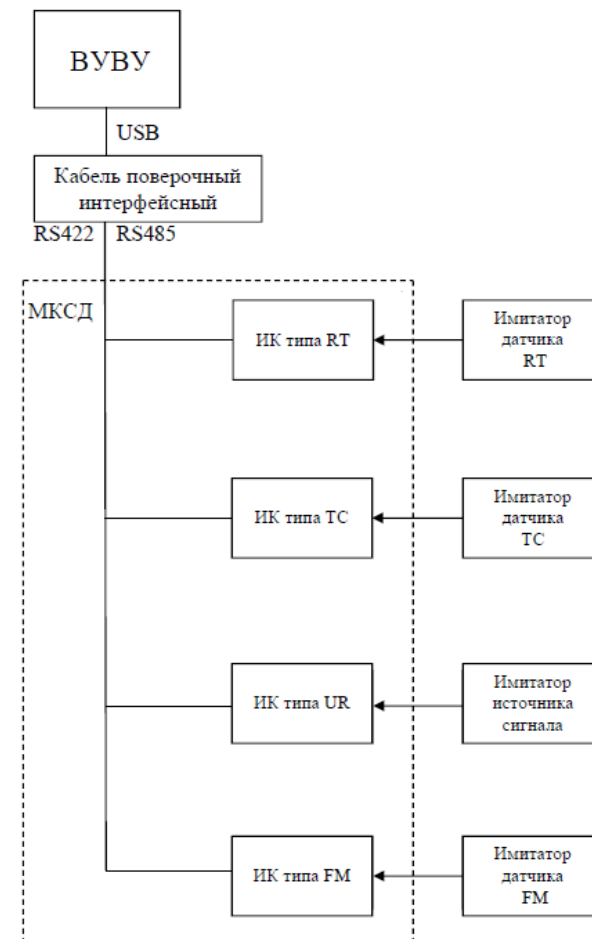 ВУВУ
USB
Кабель поверочный
интерфейсный
RS422 RS485
МКСД
ИК типа RT
Имитатор
датчика
RT
ИК типа TC
Имитатор
датчика
TC
ИК типа UR
Имитатор
источника
сигнала
ИК типа FM
Имитатор
датчика
FM